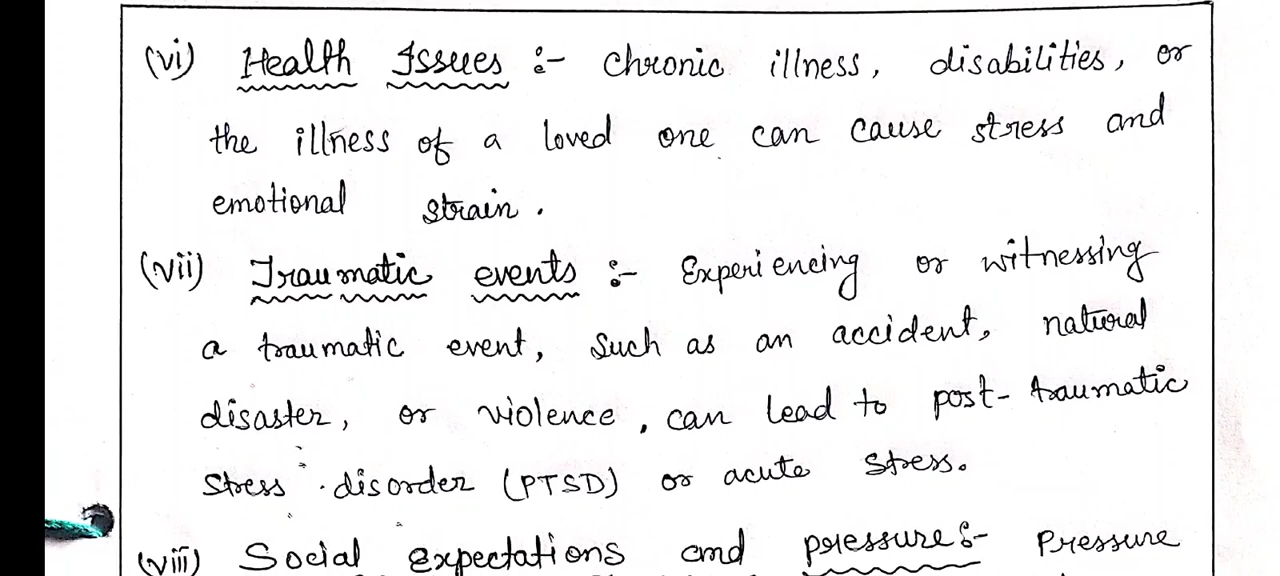 (vi) Health Issues :- chronic illness, disabilities, or
the illness of a loved one can cause stress and
emotional strain.
(vii) Traumatic events :- Experiencing or witnessing
a traumatic event, such as an accident, natural
disaster, or violence, can lead to post-traumatic
stress disorder (PTSD) or acute stress.
(viii) Social expectations and pressure :- Pressure